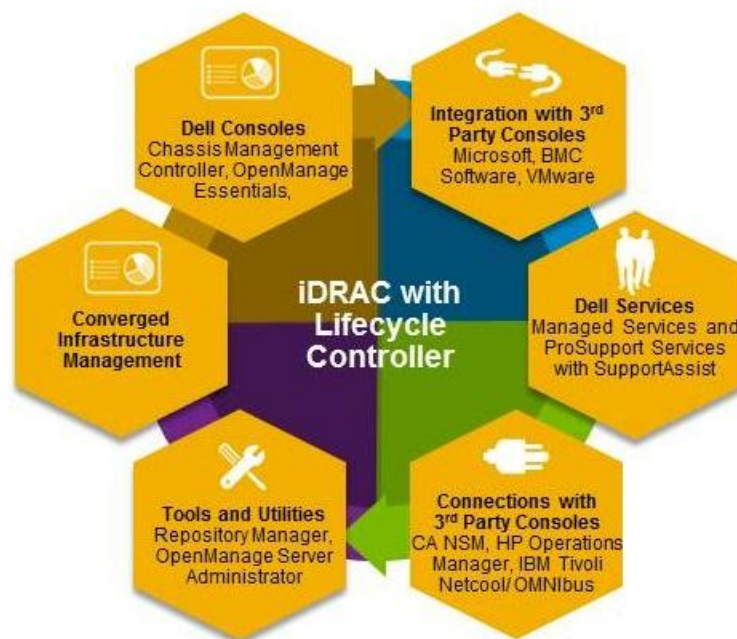 Dell Consoles
Chassis Management
Controller, OpenManage
Essentials,
Integration with 3rd
Party Consoles
Microsoft, BMC
Software, VMware
Converged
Infrastructure
Management
iDRAC with
Lifecycle
Controller
Dell Services
Managed Services and
ProSupport Services
with SupportAssist
Tools and Utilities
Repository Manager,
OpenManage Server
Administrator
Connections with
3rd Party Consoles
CA NSM, HP Operations
Manager, IBM Tivoli
Netcool/OMNIbus